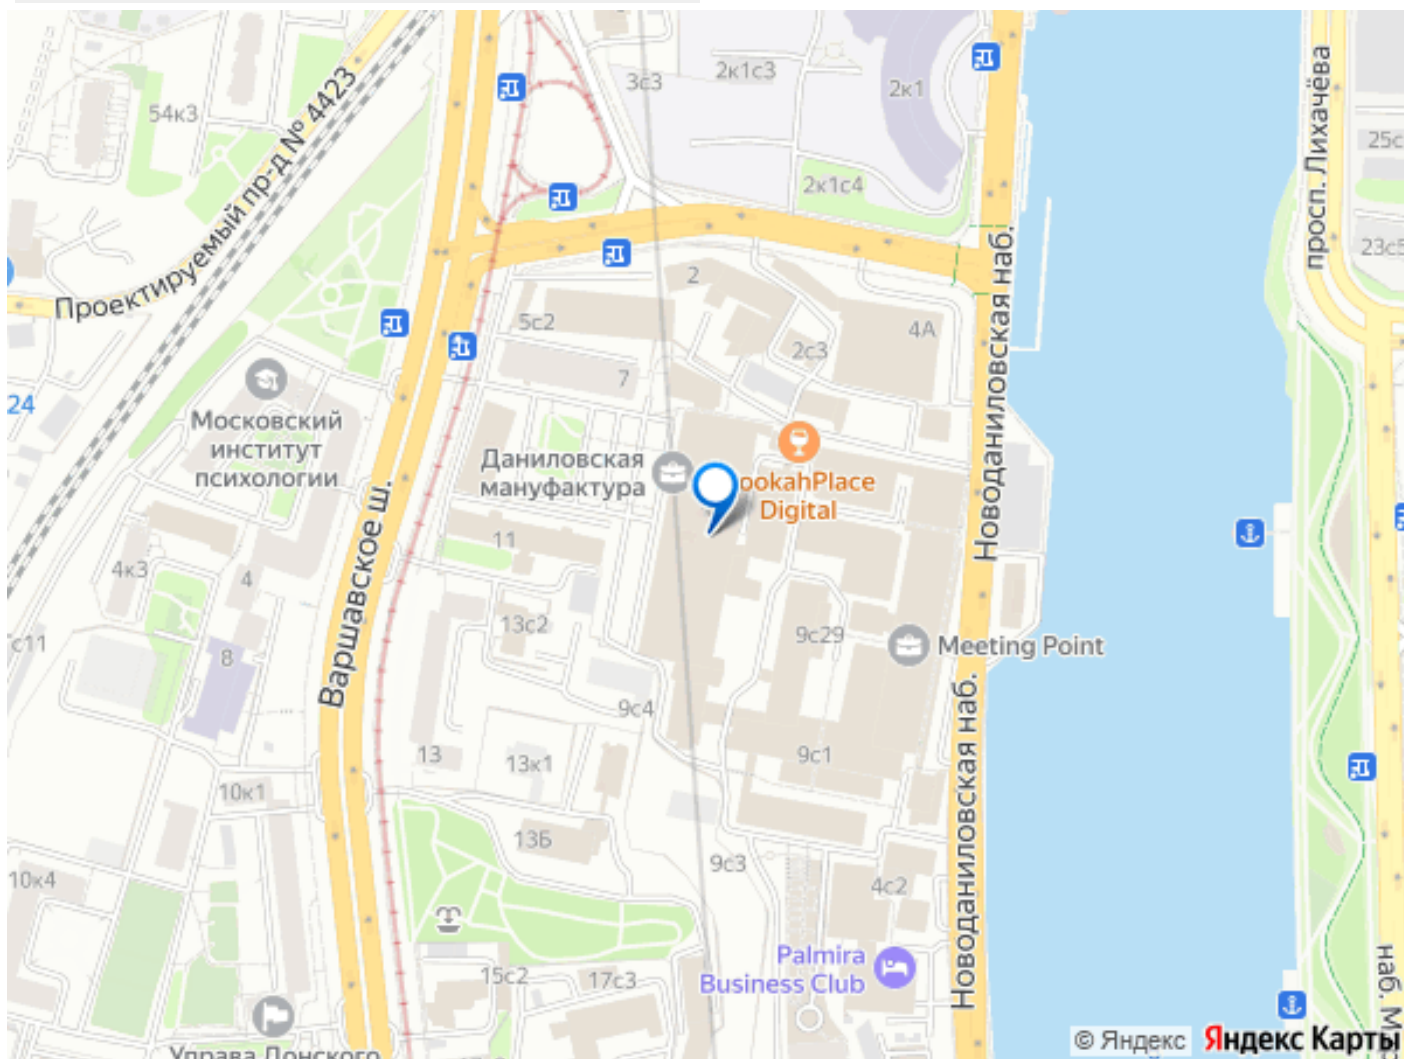 3с3
2к1с3
2к1
54к3
Проектируемый пр-д № 4423
просп. Лихачёва
25с
2к1с4
23с5
Новоданиловская наб.
2
5с2
4А
2с3
7
24
Московский
институт
психологии
Даниловская
мануфактура
ookahPlace
Digital
Варшавское ш.
11
4к3
4
13с2
с11
8
9с29
Meeting Point
9с4
Новоданиловская наб.
13
13к1
9с1
10к1
13Б
9с3
10к4
4с2
Palmira
Business Club
15с2
17с3
наб. М
Управа Донского
© Яндекс
Яндекс Карты